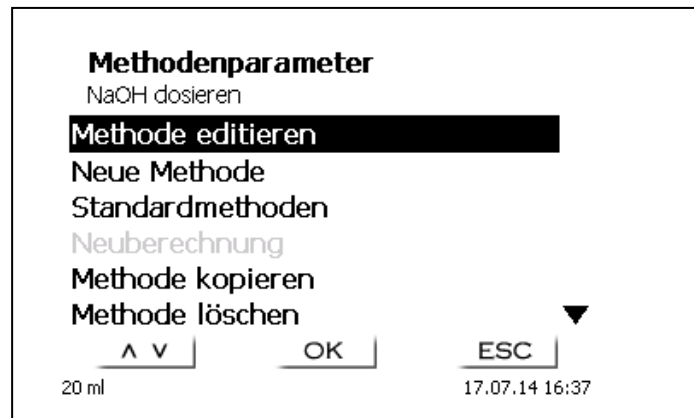 Methodenparameter
NaOH dosieren
Methode editieren
Neue Methode
Standardmethoden
Neuberechnung
Methode kopieren
Methode löschen
∧ ∨ OK ESC
20 ml 17.07.14 16:37